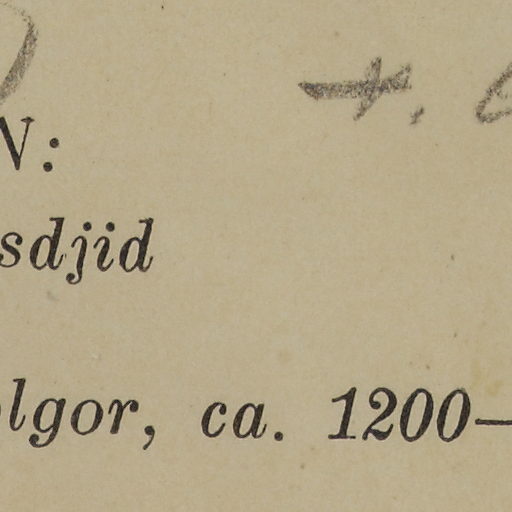 N:
sdjid
lgor, ca. 1200—